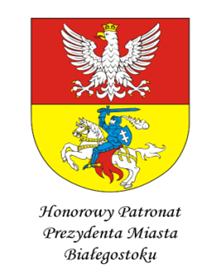 Honorowy Patronat
Prezydenta Miasta
Białegostoku